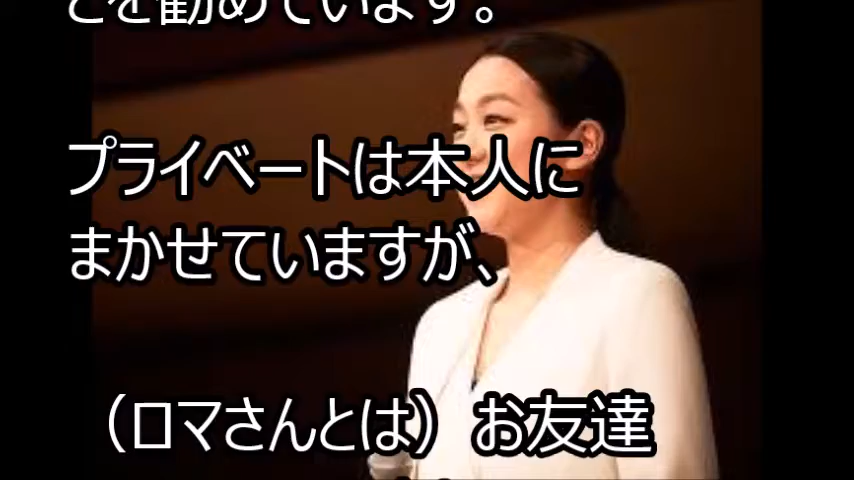 とを勧めています。
プライベートは本人に
まかせていますが、
（ロマさんとは）お友達